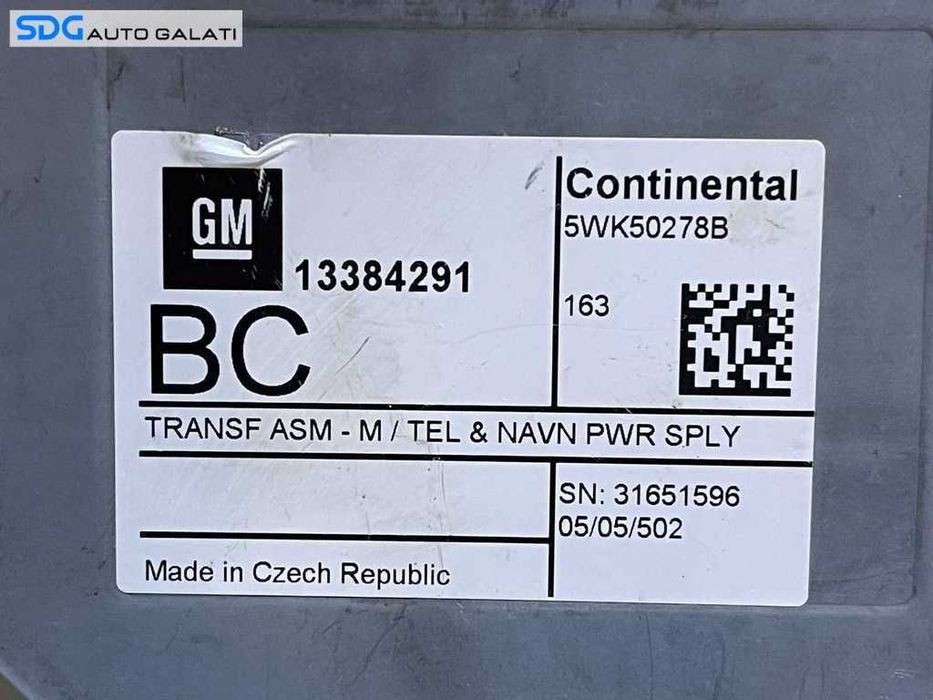 SDG AUTO GALATI
GM
13384291
BC
Continental
5WK50278B
163
TRANSF ASM - M / TEL & NAVN PWR SPLY
SN: 31651596
05/05/502
Made in Czech Republic